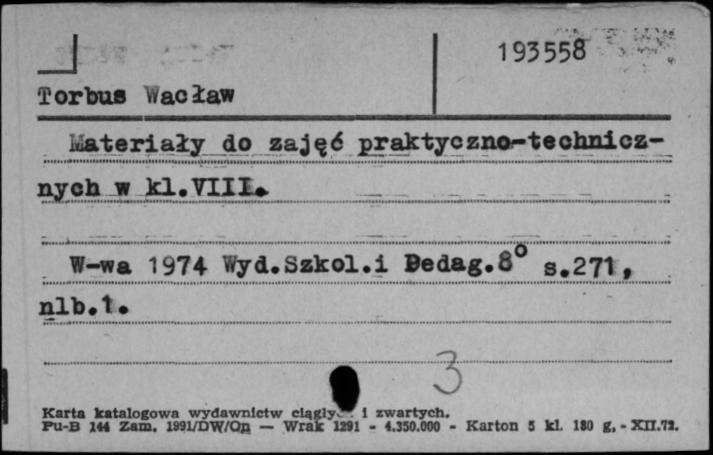 193558
Torbus Wacław
Materiały do zajęć praktyczno-technicz-
nych w kl.VIII.
W-wa 1974 Wyd.Szkol.i Pedag.8° s.271,
nlb.1.
3
Karta katalogowa wydawnictw ciągłych i zwartych.
Pu-B 144 Zam. 1991/DW/On — Wrak 1291 - 4.350.000 - Karton 5 kl. 180 g, - XII.72.